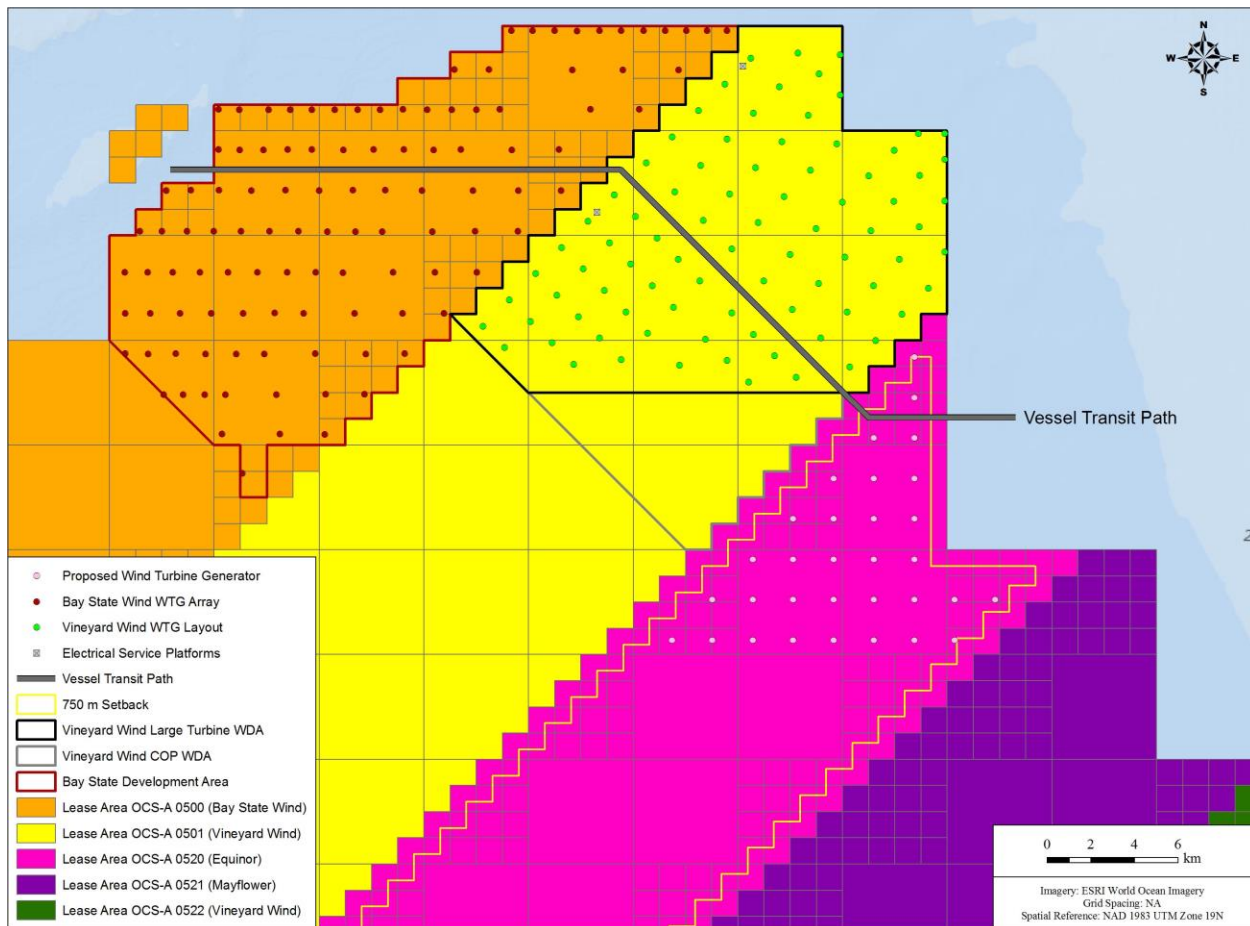 N
W E
S
Vessel Transit Path
2
Proposed Wind Turbine Generator
Bay State Wind WTG Array
Vineyard Wind WTG Layout
Electrical Service Platforms
Vessel Transit Path
750 m Setback
Vineyard Wind Large Turbine WDA
Vineyard Wind COP WDA
Bay State Development Area
Lease Area OCS-A 0500 (Bay State Wind)
Lease Area OCS-A 0501 (Vineyard Wind)
Lease Area OCS-A 0520 (Equinor)
Lease Area OCS-A 0521 (Mayflower)
Lease Area OCS-A 0522 (Vineyard Wind)
0 2 4 6
km
Imagery: ESRI World Ocean Imagery
Grid Spacing: NA
Spatial Reference: NAD 1983 UTM Zone 19N